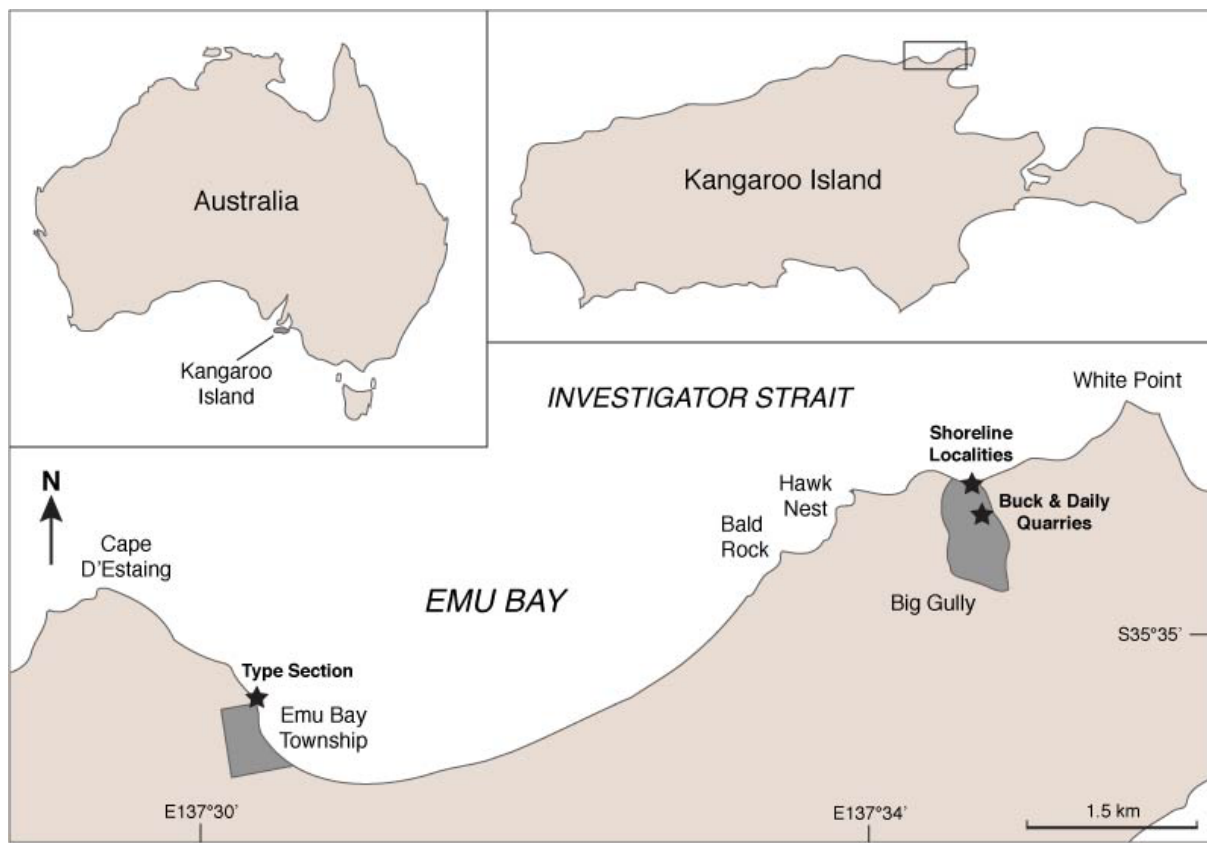 Australia
Kangaroo
Island
Kangaroo Island
INVESTIGATOR STRAIT
White Point
Shoreline
Localities
Hawk
Nest
Buck & Daily
Quarries
Bald
Rock
N
Cape
D'Estaing
EMU BAY
Big Gully
S35°35'
Type Section
Emu Bay
Township
E137°30'
E137°34'
1.5 km